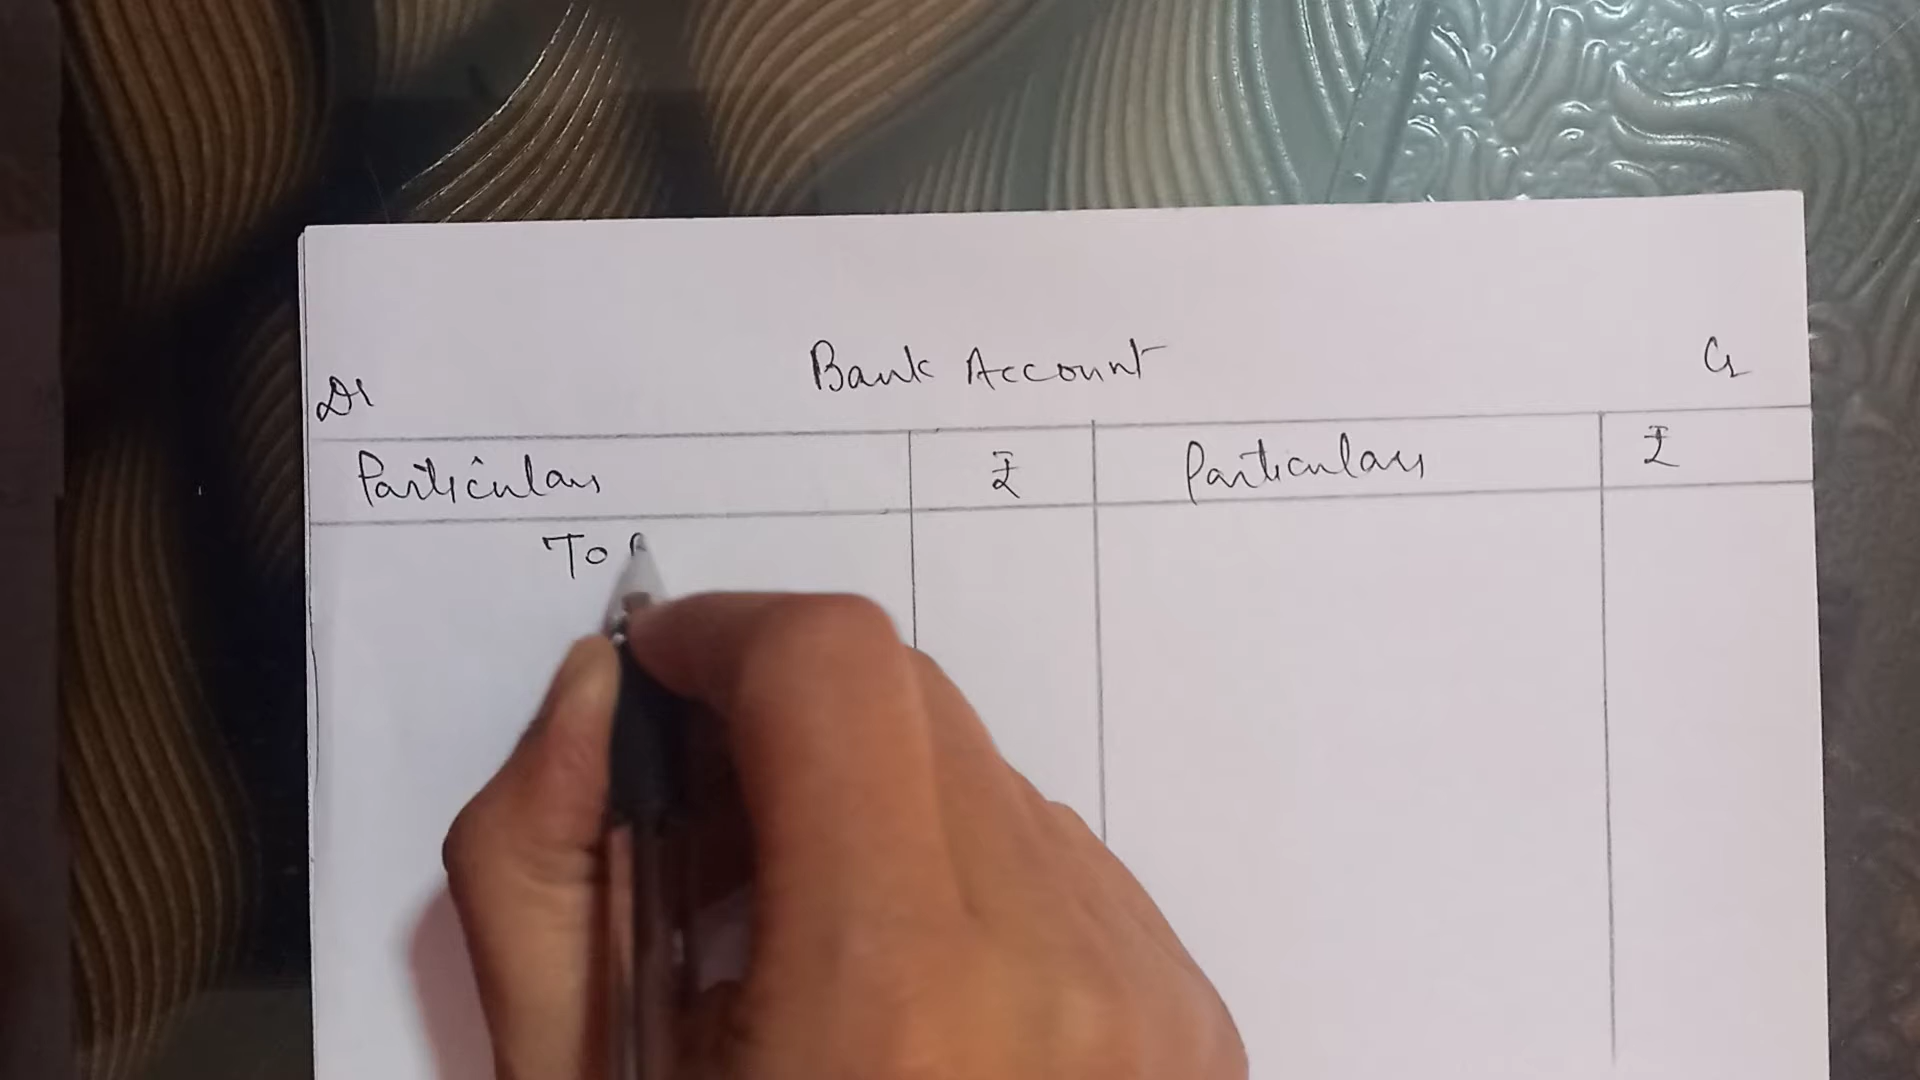 Bank Account
Dr Cr
Particulars ₹ Particulars ₹
To